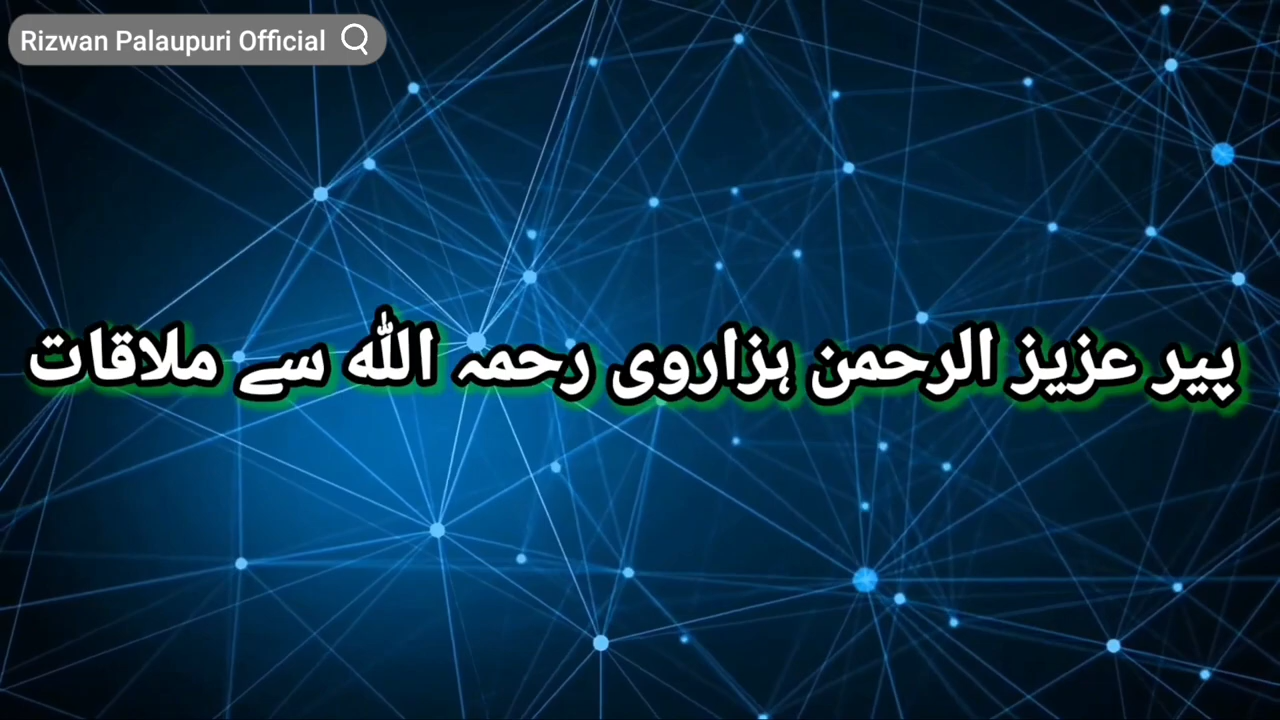 Rizwan Palaupuri Official
پیر عزیز الرحمن ہزاروی رحمہ اللہ سے ملاقات